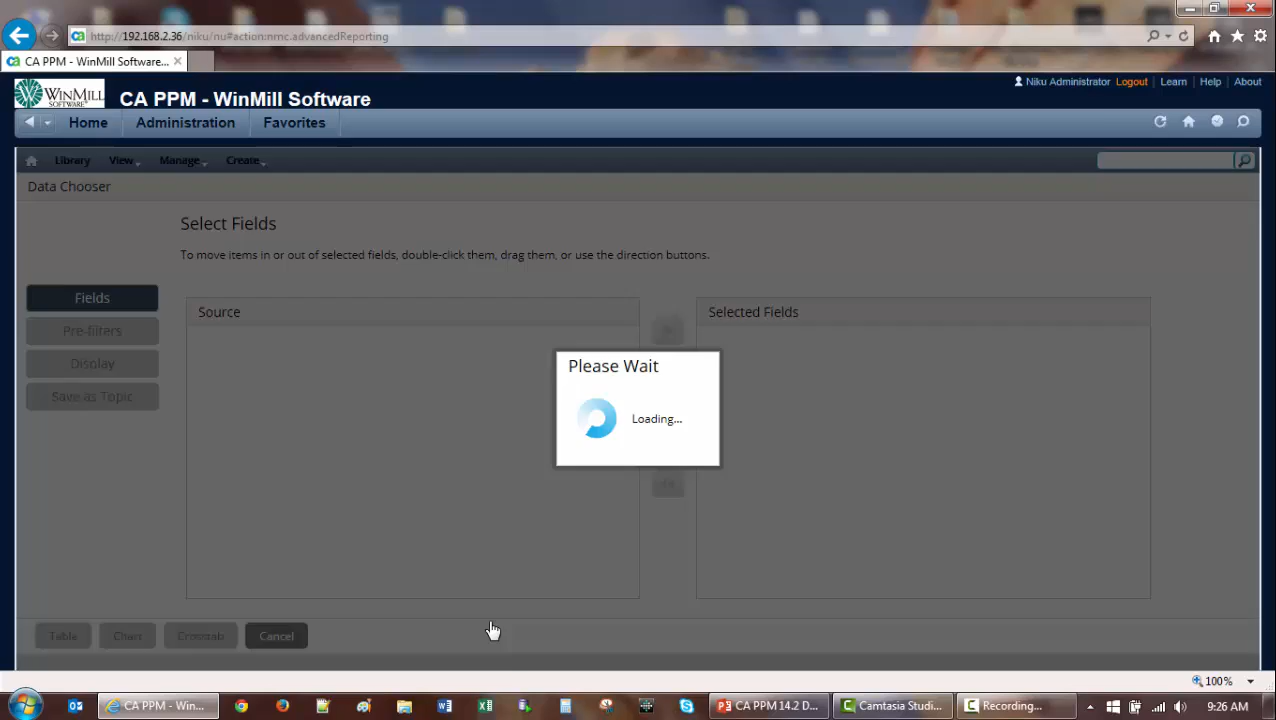 http://192.168.2.36/niku/nu#action:nmc.advancedReporting
CA PPM - WinMill Software...
WINMILL
SOFTWARE
CA PPM - WinMill Software
Niku Administrator Logout Learn Help About
Home Administration Favorites
Library View Manage Create
Data Chooser
Select Fields
To move items in or out of selected fields, double-click them, drag them, or use the direction buttons.
Fields
Pre-filters
Display
Save as Topic
Source
Selected Fields
Please Wait
Loading...
Table Chart Crosstab Cancel
100%
CA PPM - Win...
CA PPM 14.2 D...
Camtasia Studi...
Recording...
9:26 AM